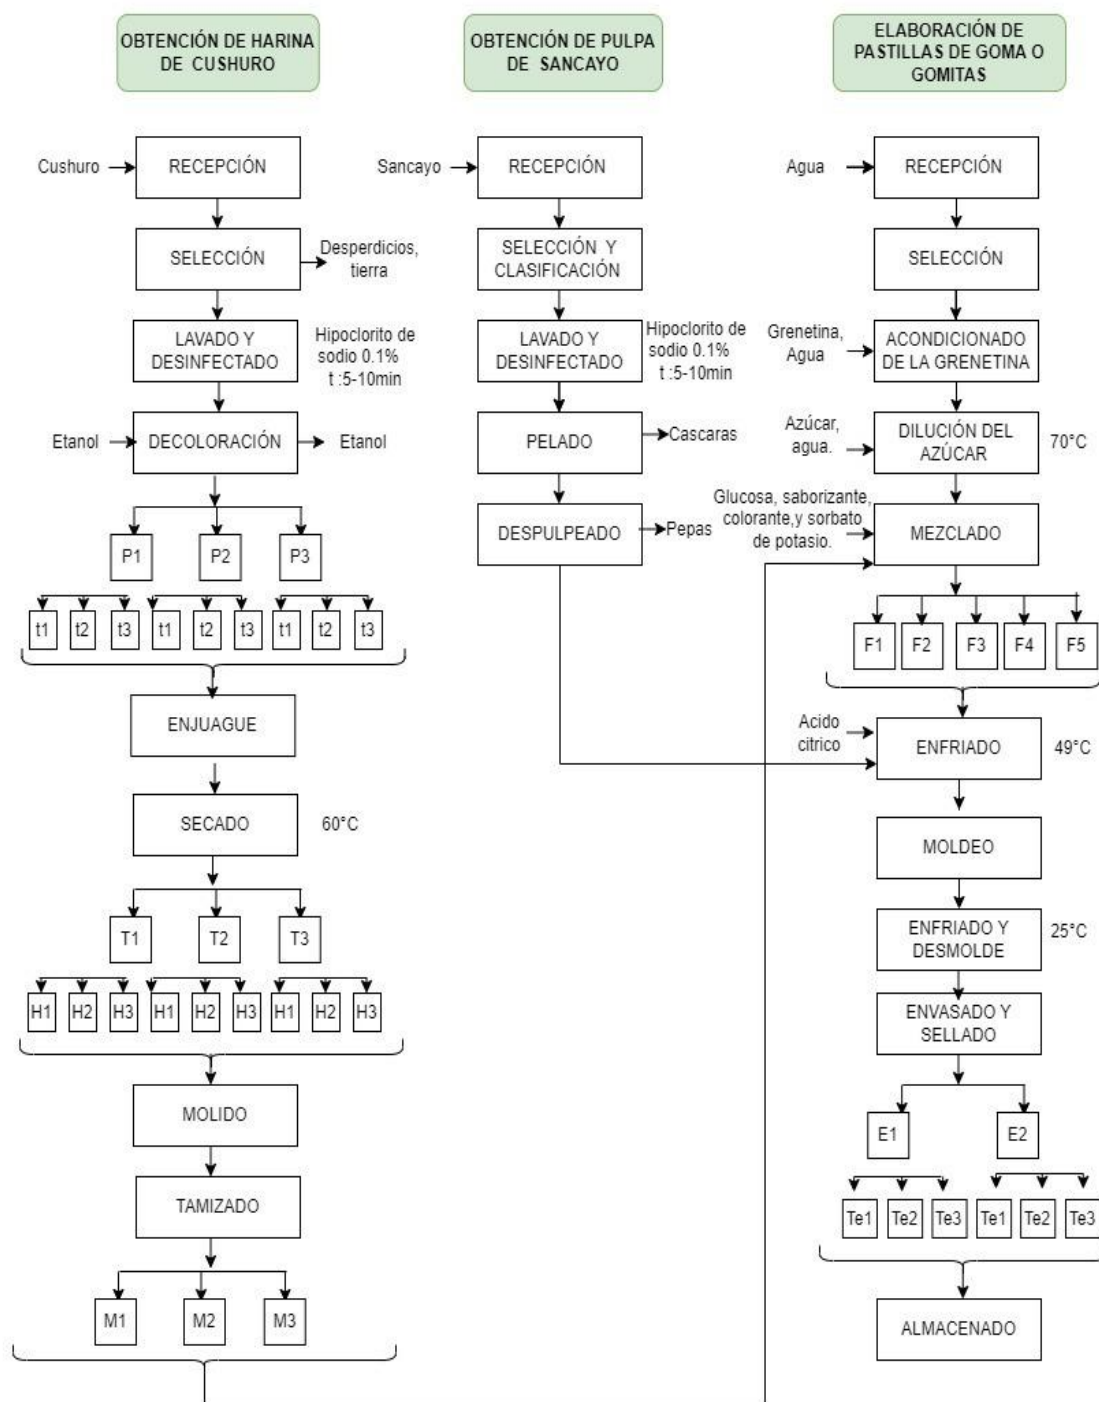 OBTENCIÓN DE HARINA
DE CUSHURO
Cushuro
RECEPCIÓN
SELECCIÓN
Desperdicios,
tierra
LAVADO Y
DESINFECTADO
Hipoclorito de
sodio 0.1%
t :5-10min
Etanol
DECOLORACIÓN
Etanol
P1 P2 P3
t1 t2 t3 t1 t2 t3 t1 t2 t3
ENJUAGUE
SECADO
60°C
T1 T2 T3
H1 H2 H3 H1 H2 H3 H1 H2 H3
MOLIDO
TAMIZADO
M1 M2 M3
OBTENCIÓN DE PULPA
DE SANCAYO
Sancayo
RECEPCIÓN
SELECCIÓN Y
CLASIFICACIÓN
LAVADO Y
DESINFECTADO
Hipoclorito de
sodio 0.1%
t :5-10min
PELADO
Cascaras
DESPULPEADO
Pepas
ELABORACIÓN DE
PASTILLAS DE GOMA O
GOMITAS
Agua
RECEPCIÓN
SELECCIÓN
Grenetina,
Agua
ACONDICIONADO
DE LA GRENETINA
Azúcar,
agua.
DILUCIÓN DEL
AZÚCAR
70°C
Glucosa, saborizante,
colorante,y sorbato
de potasio.
MEZCLADO
F1 F2 F3 F4 F5
Acido
citrico
ENFRIADO
49°C
MOLDEO
ENFRIADO Y
DESMOLDE
25°C
ENVASADO Y
SELLADO
E1 E2
Te1 Te2 Te3 Te1 Te2 Te3
ALMACENADO